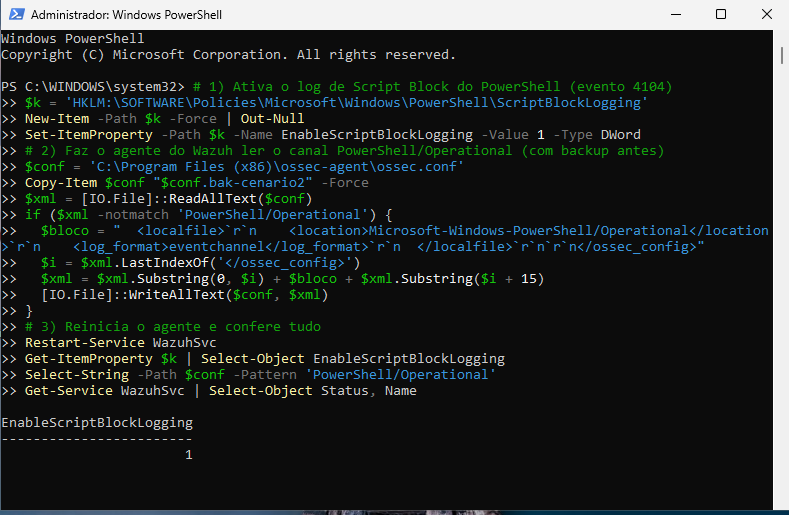 Administrador: Windows PowerShell
Windows PowerShell
Copyright (C) Microsoft Corporation. All rights reserved.
PS C:\WINDOWS\system32> # 1) Ativa o log de Script Block do PowerShell (evento 4104)
>> $k = 'HKLM:\SOFTWARE\Policies\Microsoft\Windows\PowerShell\ScriptBlockLogging'
>> New-Item -Path $k -Force | Out-Null
>> Set-ItemProperty -Path $k -Name EnableScriptBlockLogging -Value 1 -Type DWord
>> # 2) Faz o agente do Wazuh ler o canal PowerShell/Operational (com backup antes)
>> $conf = 'C:\Program Files (x86)\ossec-agent\ossec.conf'
>> Copy-Item $conf "$conf.bak-cenario2" -Force
>> $xml = [IO.File]::ReadAllText($conf)
>> if ($xml -notmatch 'PowerShell/Operational') {
>>   $bloco = "  <localfile>`r`n    <location>Microsoft-Windows-PowerShell/Operational</location
>`r`n    <log_format>eventchannel</log_format>`r`n  </localfile>`r`n`r`n</ossec_config>"
>>   $i = $xml.LastIndexOf('</ossec_config>')
>>   $xml = $xml.Substring(0, $i) + $bloco + $xml.Substring($i + 15)
>>   [IO.File]::WriteAllText($conf, $xml)
>> }
>> # 3) Reinicia o agente e confere tudo
>> Restart-Service WazuhSvc
>> Get-ItemProperty $k | Select-Object EnableScriptBlockLogging
>> Select-String -Path $conf -Pattern 'PowerShell/Operational'
>> Get-Service WazuhSvc | Select-Object Status, Name
EnableScriptBlockLogging
------------------------
1